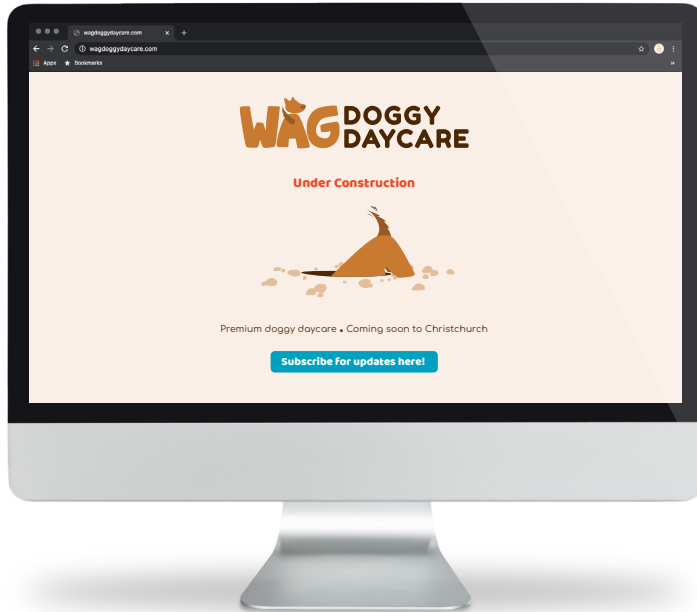 wagdoggydaycare.com
wagdoggydaycare.com
Apps Bookmarks
WAG DOGGY
DAYCARE
Under Construction
Premium doggy daycare • Coming soon to Christchurch
Subscribe for updates here!